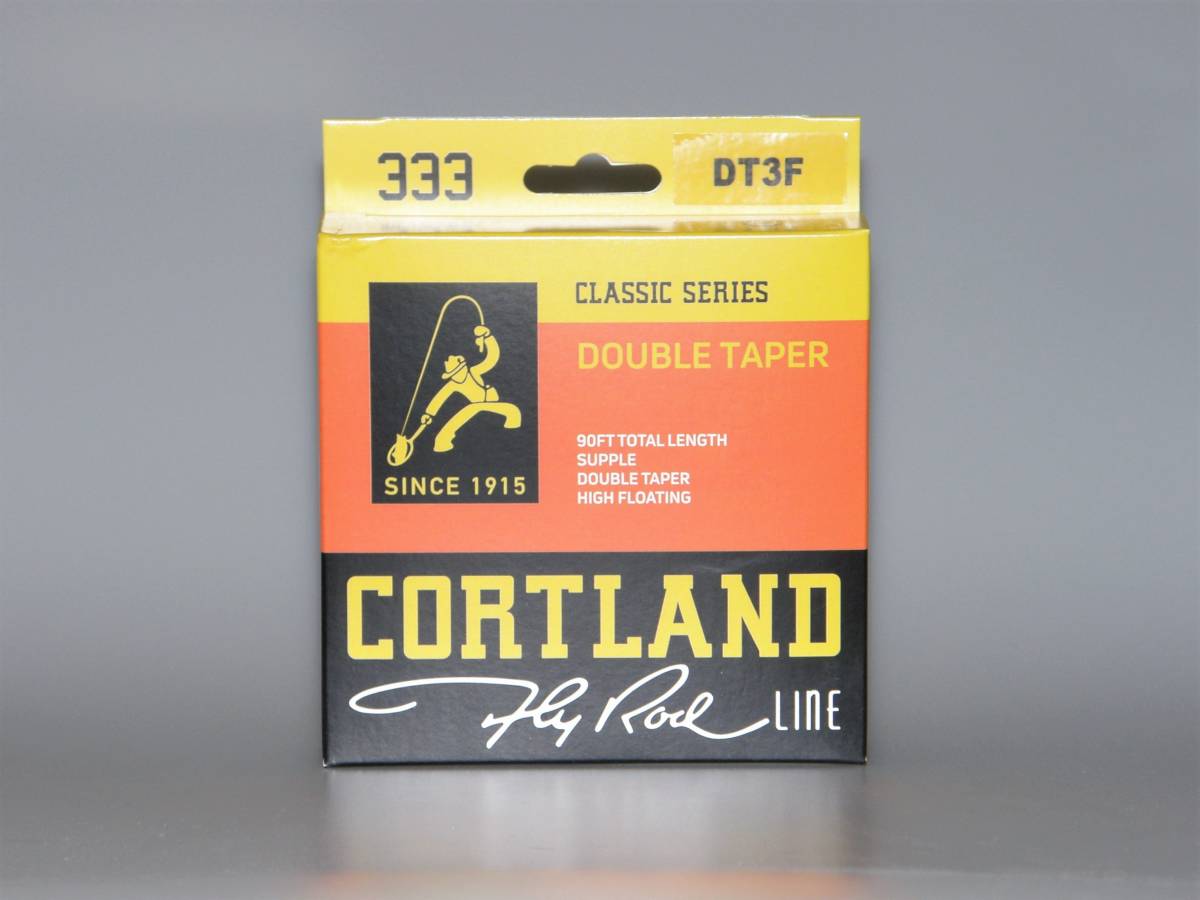 333
DT3F
CLASSIC SERIES
DOUBLE TAPER
90FT TOTAL LENGTH
SUPPLE
DOUBLE TAPER
HIGH FLOATING
SINCE 1915
CORTLAND
Fly Rod LINE